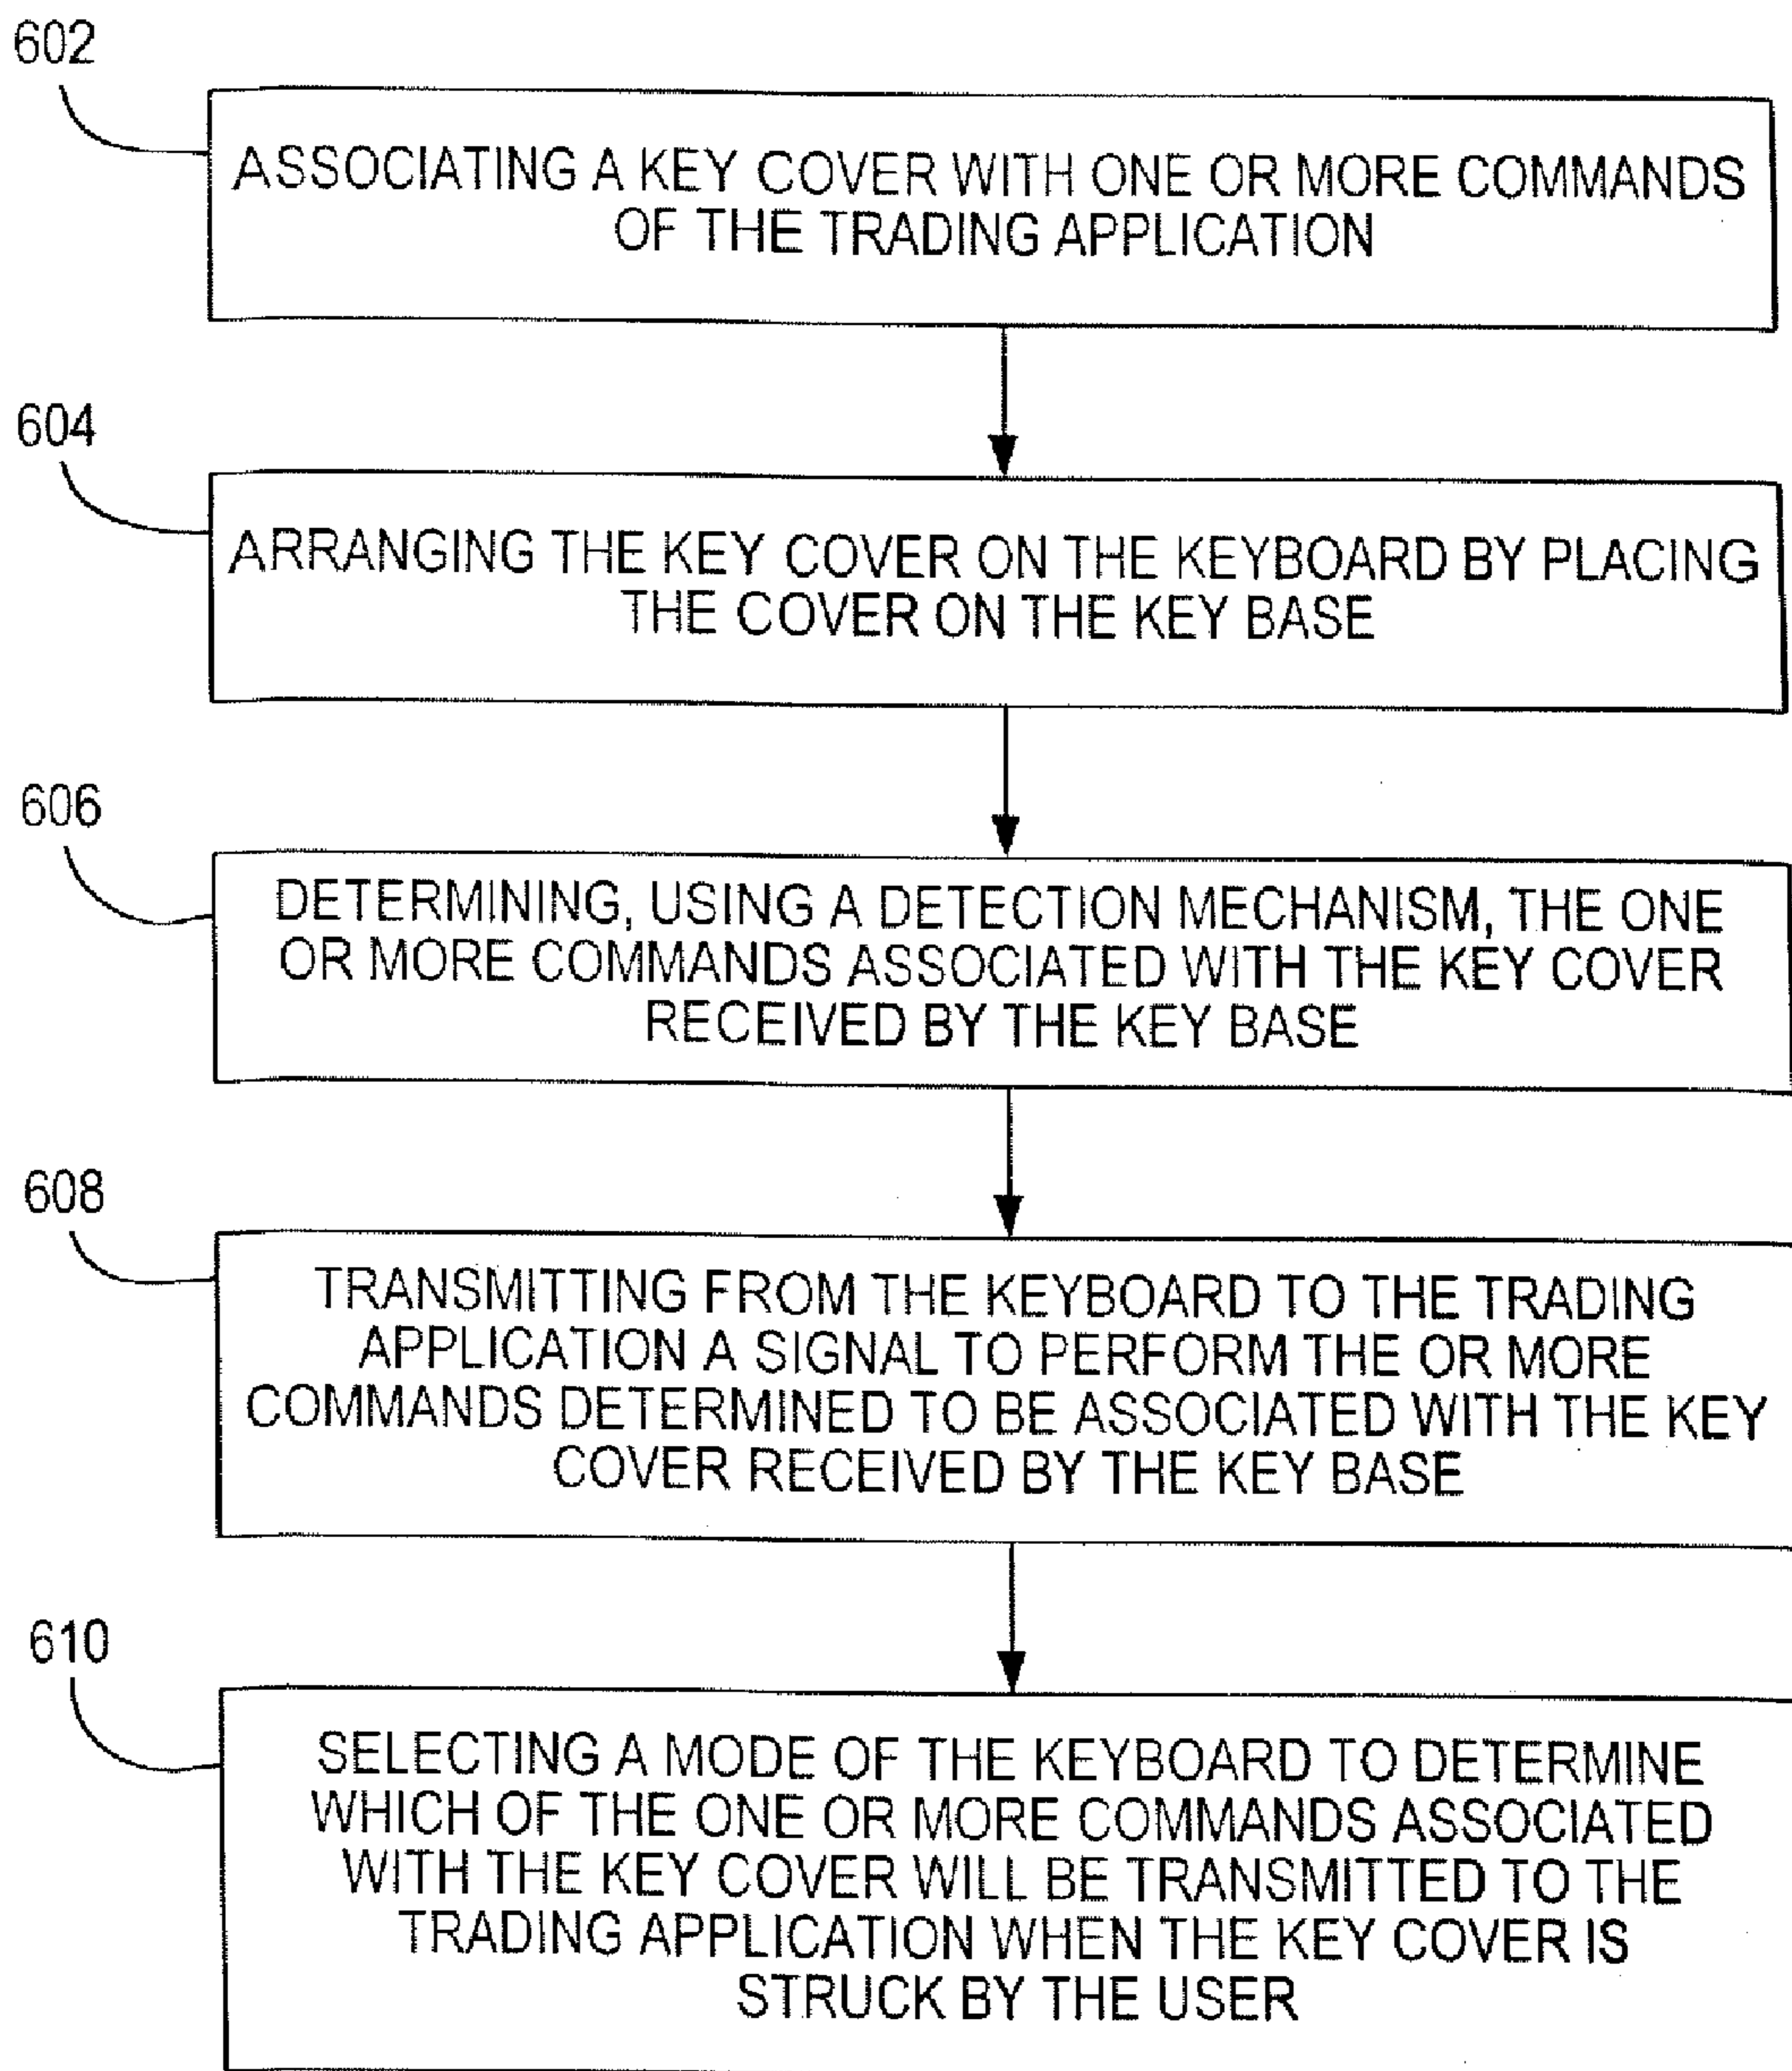 602
ASSOCIATING A KEY COVER WITH ONE OR MORE COMMANDS
OF THE TRADING APPLICATION
604
ARRANGING THE KEY COVER ON THE KEYBOARD BY PLACING
THE COVER ON THE KEY BASE
606
DETERMINING, USING A DETECTION MECHANISM, THE ONE
OR MORE COMMANDS ASSOCIATED WITH THE KEY COVER
RECEIVED BY THE KEY BASE
608
TRANSMITTING FROM THE KEYBOARD TO THE TRADING
APPLICATION A SIGNAL TO PERFORM THE OR MORE
COMMANDS DETERMINED TO BE ASSOCIATED WITH THE KEY
COVER RECEIVED BY THE KEY BASE
610
SELECTING A MODE OF THE KEYBOARD TO DETERMINE
WHICH OF THE ONE OR MORE COMMANDS ASSOCIATED
WITH THE KEY COVER WILL BE TRANSMITTED TO THE
TRADING APPLICATION WHEN THE KEY COVER IS
STRUCK BY THE USER